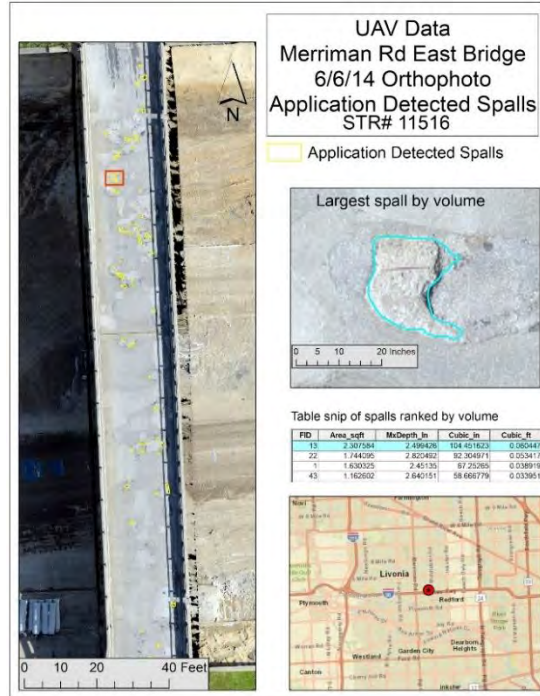 UAV Data
Merriman Rd East Bridge
6/6/14 Orthophoto
Application Detected Spalls
STR# 11516
Application Detected Spalls
N
Largest spall by volume
0 5 10 20 Inches
Table snip of spalls ranked by volume
FID Area_sqft MxDepth_In Cubic_in Cubic_ft
13 2.307584 2.499426 104.451623 0.060447
22 1.744095 2.820492 92.304971 0.053417
1 1.630325 2.45135 67.25265 0.038919
43 1.162602 2.640151 58.666779 0.033951
Farmington
Livonia
Plymouth
Redford
Westland
Garden City
Dearborn
Heights
Canton
Inkster
0 10 20 40 Feet